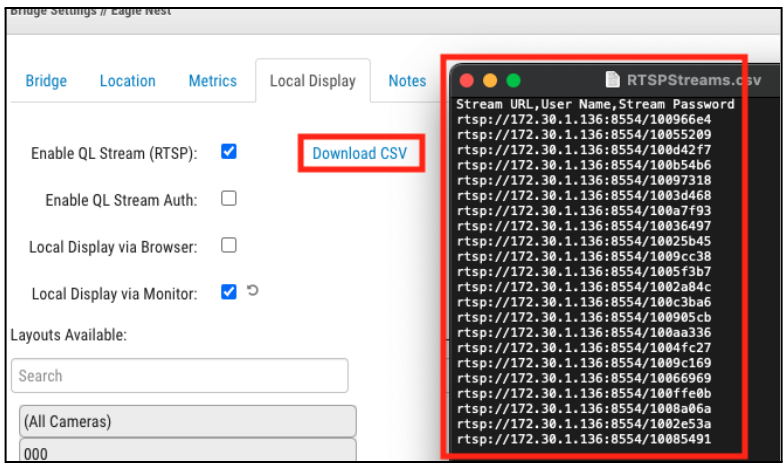 Bridge Settings // Eagle Nest
Bridge Location Metrics Local Display Notes
Enable QL Stream (RTSP): Download CSV
Enable QL Stream Auth:
Local Display via Browser:
Local Display via Monitor:
Layouts Available:
Search
(All Cameras)
000
RTSPStreams.csv
Stream URL,User Name,Stream Password
rtsp://172.30.1.136:8554/100966e4
rtsp://172.30.1.136:8554/10055209
rtsp://172.30.1.136:8554/100d42f7
rtsp://172.30.1.136:8554/100b54b6
rtsp://172.30.1.136:8554/10097318
rtsp://172.30.1.136:8554/1003d468
rtsp://172.30.1.136:8554/100a7f93
rtsp://172.30.1.136:8554/10036497
rtsp://172.30.1.136:8554/10025b45
rtsp://172.30.1.136:8554/1009cc38
rtsp://172.30.1.136:8554/1005f3b7
rtsp://172.30.1.136:8554/1002a84c
rtsp://172.30.1.136:8554/100c3ba6
rtsp://172.30.1.136:8554/100905cb
rtsp://172.30.1.136:8554/100aa336
rtsp://172.30.1.136:8554/1004fc27
rtsp://172.30.1.136:8554/1009c169
rtsp://172.30.1.136:8554/10066969
rtsp://172.30.1.136:8554/100ffe0b
rtsp://172.30.1.136:8554/1008a06a
rtsp://172.30.1.136:8554/1002e53a
rtsp://172.30.1.136:8554/10085491